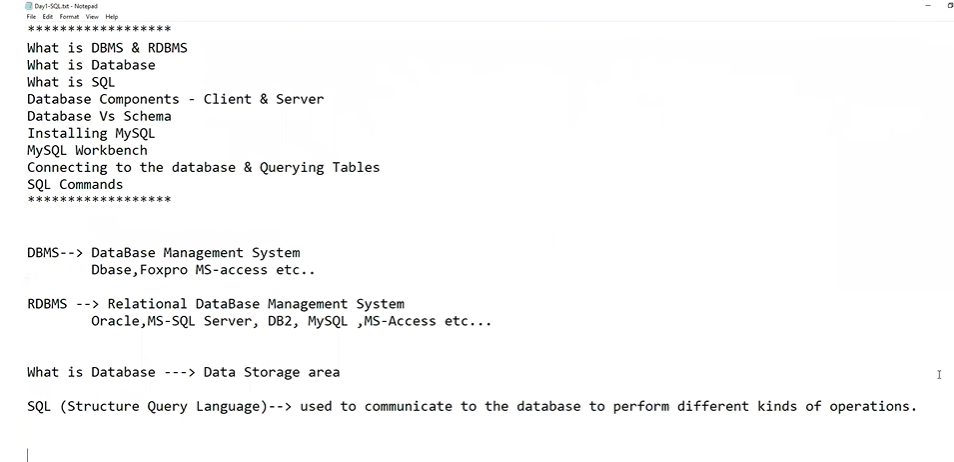 Day1-SQL.txt - Notepad
File Edit Format View Help
******************
What is DBMS & RDBMS
What is Database
What is SQL
Database Components - Client & Server
Database Vs Schema
Installing MySQL
MySQL Workbench
Connecting to the database & Querying Tables
SQL Commands
******************
DBMS--> DataBase Management System
Dbase,Foxpro MS-access etc..
RDBMS --> Relational DataBase Management System
Oracle,MS-SQL Server, DB2, MySQL ,MS-Access etc...
What is Database ---> Data Storage area
SQL (Structure Query Language)--> used to communicate to the database to perform different kinds of operations.